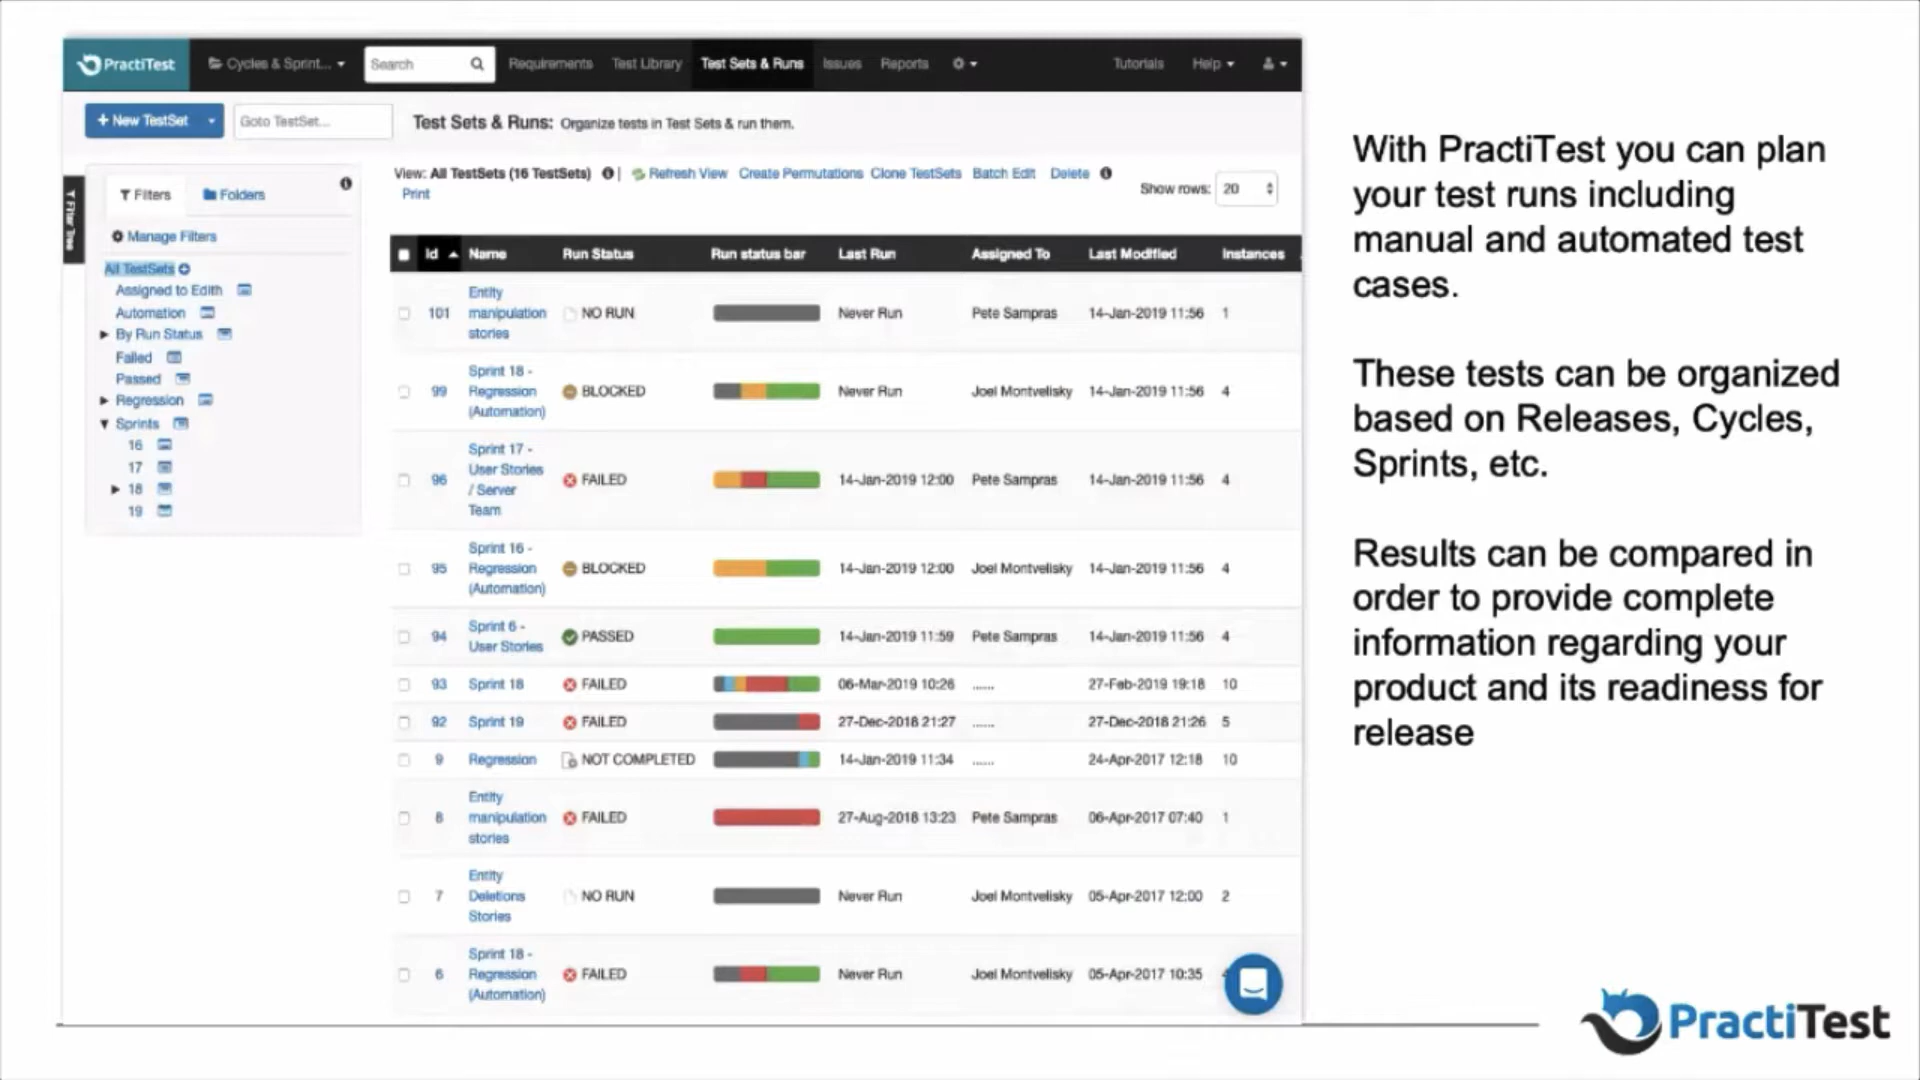 PractiTest
Cycles & Sprint...
Search
Requirements
Test Library
Test Sets & Runs
Issues
Reports
Tutorials
Help
+ New TestSet
Goto TestSet...
Test Sets & Runs: Organize tests in Test Sets & run them.
Filter Tree
Filters
Folders
Manage Filters
All TestSets
Assigned to Edith
Automation
By Run Status
Failed
Passed
Regression
Sprints
16
17
18
19
View: All TestSets (16 TestSets) | Refresh View Create Permutations Clone TestSets Batch Edit Delete
Print
Show rows: 20
Id Name Run Status Run status bar Last Run Assigned To Last Modified Instances
Entity
101 manipulation NO RUN Never Run Pete Sampras 14-Jan-2019 11:56 1
stories
Sprint 18 -
99 Regression BLOCKED Never Run Joel Montvelisky 14-Jan-2019 11:56 4
(Automation)
Sprint 17 -
User Stories
96 / Server FAILED 14-Jan-2019 12:00 Pete Sampras 14-Jan-2019 11:56 4
Team
Sprint 16 -
95 Regression BLOCKED 14-Jan-2019 12:00 Joel Montvelisky 14-Jan-2019 11:56 4
(Automation)
Sprint 6 -
94 User Stories PASSED 14-Jan-2019 11:59 Pete Sampras 14-Jan-2019 11:56 4
93 Sprint 18 FAILED 06-Mar-2019 10:26 ...... 27-Feb-2019 19:18 10
92 Sprint 19 FAILED 27-Dec-2018 21:27 ...... 27-Dec-2018 21:26 5
9 Regression NOT COMPLETED 14-Jan-2019 11:34 ...... 24-Apr-2017 12:18 10
Entity
8 manipulation FAILED 27-Aug-2018 13:23 Pete Sampras 06-Apr-2017 07:40 1
stories
Entity
7 Deletions NO RUN Never Run Joel Montvelisky 05-Apr-2017 12:00 2
Stories
Sprint 18 -
6 Regression FAILED Never Run Joel Montvelisky 05-Apr-2017 10:35
(Automation)
With PractiTest you can plan
your test runs including
manual and automated test
cases.
These tests can be organized
based on Releases, Cycles,
Sprints, etc.
Results can be compared in
order to provide complete
information regarding your
product and its readiness for
release
PractiTest